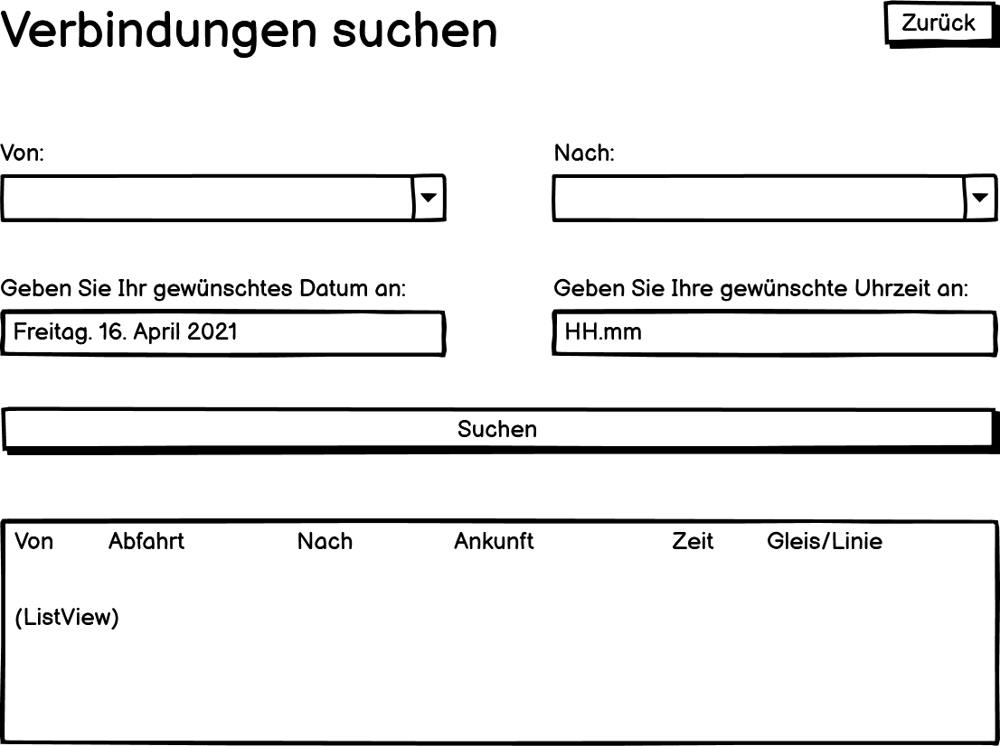 Verbindungen suchen
Zurück
Von:
Nach:
Geben Sie Ihr gewünschtes Datum an:
Geben Sie Ihre gewünschte Uhrzeit an:
Freitag. 16. April 2021
HH.mm
Suchen
Von Abfahrt Nach Ankunft Zeit Gleis/Linie
(ListView)